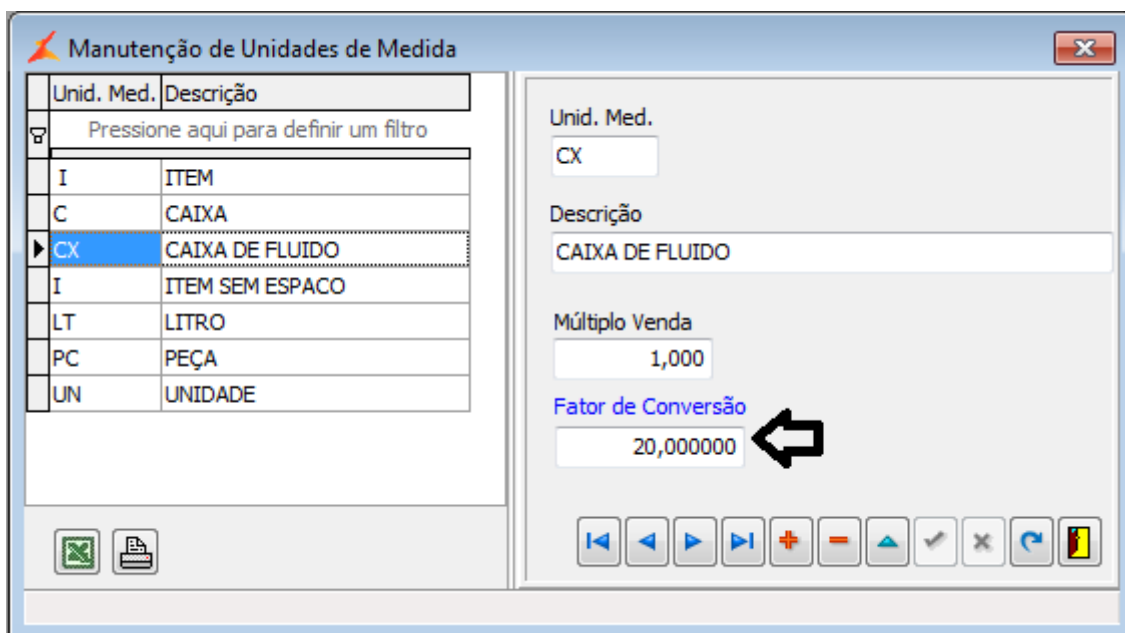 Manutenção de Unidades de Medida
Unid. Med. Descrição
Pressione aqui para definir um filtro
I ITEM
C CAIXA
CX CAIXA DE FLUIDO
I ITEM SEM ESPACO
LT LITRO
PC PEÇA
UN UNIDADE
Unid. Med.
CX
Descrição
CAIXA DE FLUIDO
Múltiplo Venda
1,000
Fator de Conversão
20,000000